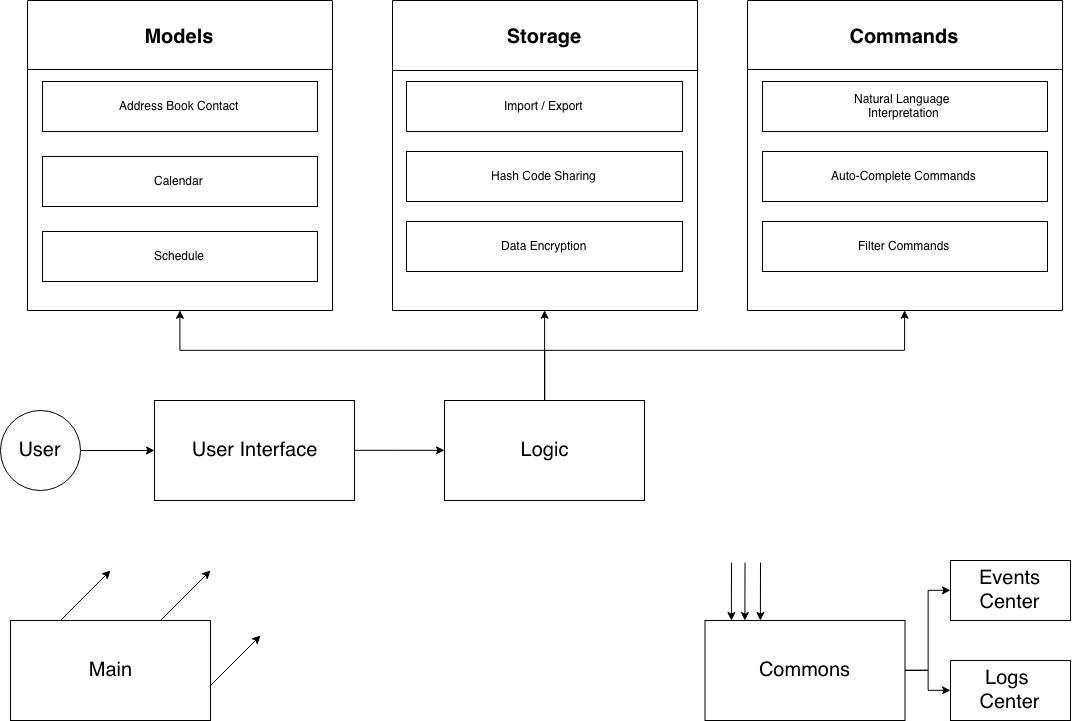 Models
Storage
Commands
Address Book Contact
Import / Export
Natural Language
Interpretation
Calendar
Hash Code Sharing
Auto-Complete Commands
Schedule
Data Encryption
Filter Commands
User
User Interface
Logic
Main
Commons
Events
Center
Logs
Center